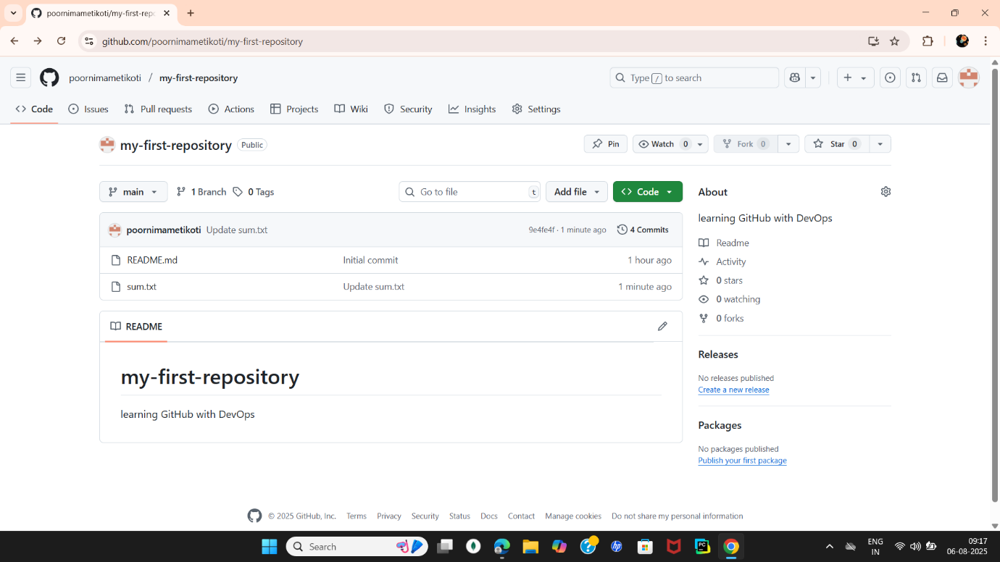 poornimametikoti/my-first-rep
github.com/poornimametikoti/my-first-repository
poornimametikoti / my-first-repository
Type / to search
Code Issues Pull requests Actions Projects Wiki Security Insights Settings
my-first-repository Public
Pin Watch 0 Fork 0 Star 0
main 1 Branch 0 Tags Go to file t Add file Code
poornimametikoti Update sum.txt 9e4fe4f · 1 minute ago 4 Commits
README.md Initial commit 1 hour ago
sum.txt Update sum.txt 1 minute ago
README
my-first-repository
learning GitHub with DevOps
About
learning GitHub with DevOps
Readme
Activity
0 stars
0 watching
0 forks
Releases
No releases published
Create a new release
Packages
No packages published
Publish your first package
© 2025 GitHub, Inc. Terms Privacy Security Status Docs Contact Manage cookies Do not share my personal information
Search
hp
PC
ENG
IN
09:17
06-08-2025